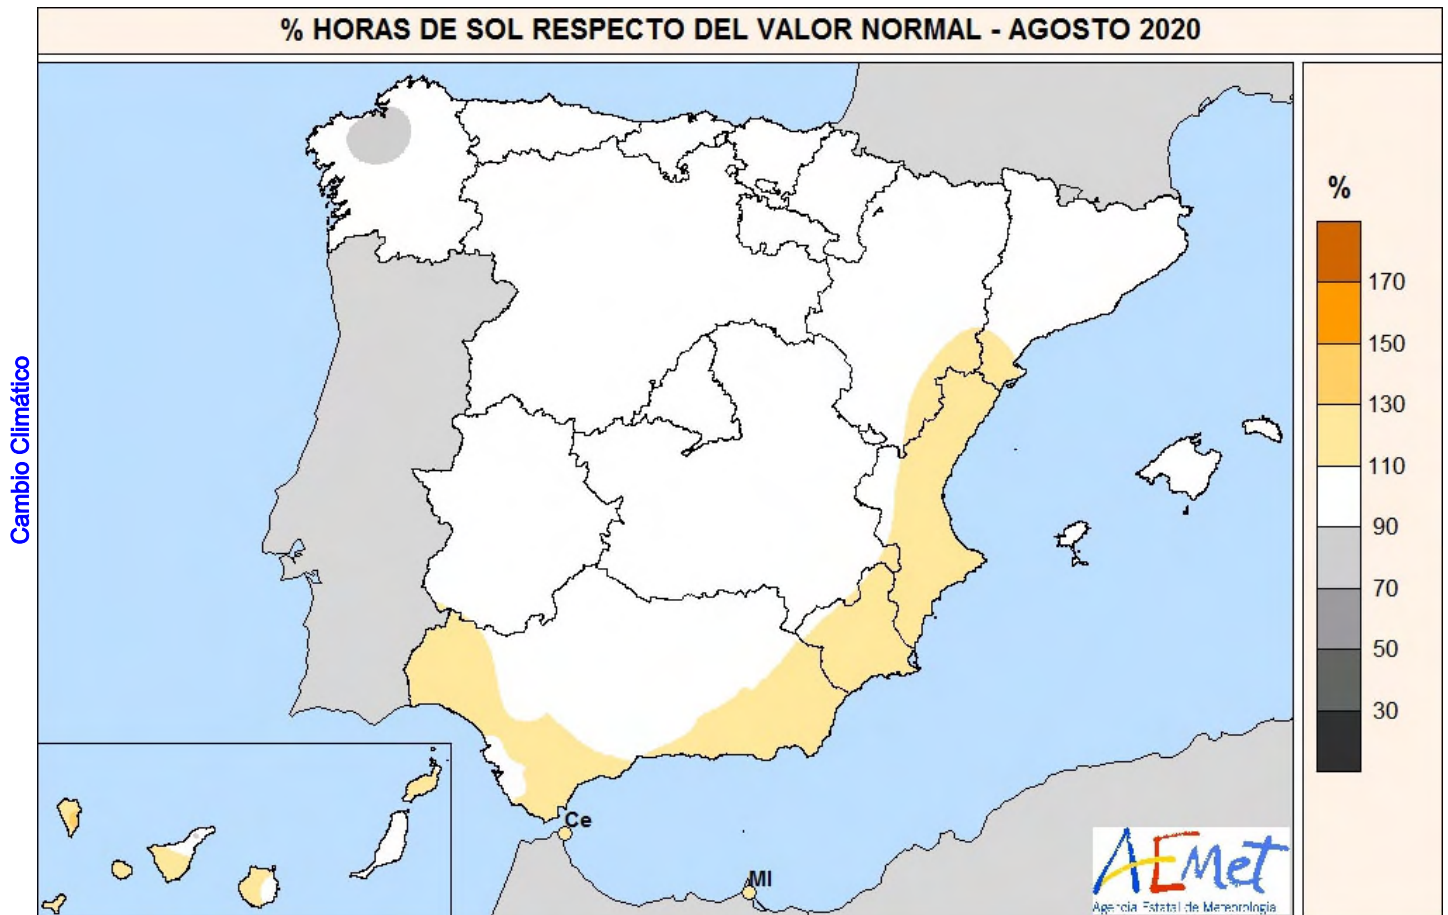 % HORAS DE SOL RESPECTO DEL VALOR NORMAL - AGOSTO 2020
Cambio Climático
%
170
150
130
110
90
70
50
30
Ce
Ml
AEMet
Agencia Estatal de Meteorología